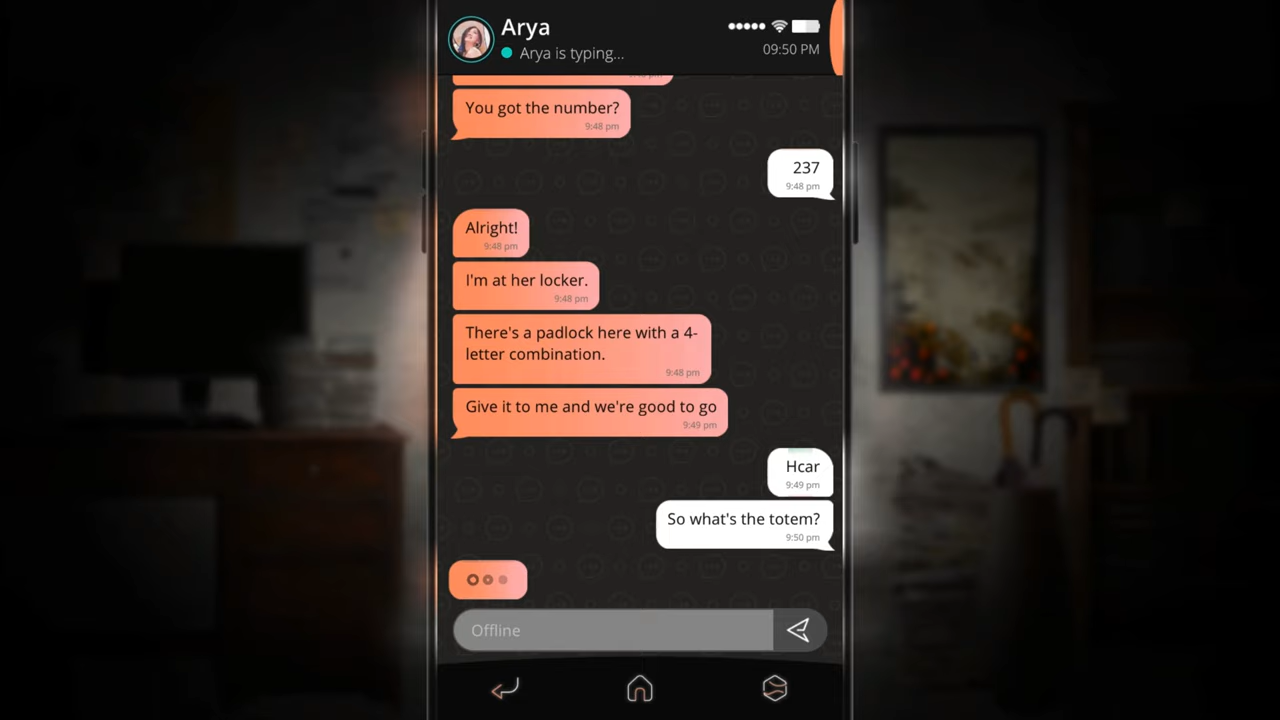 Arya
Arya is typing...
09:50 PM
You got the number?
9:48 pm
237
9:48 pm
Alright!
9:48 pm
I'm at her locker.
9:48 pm
There's a padlock here with a 4-
letter combination.
9:48 pm
Give it to me and we're good to go
9:49 pm
Hcar
9:49 pm
So what's the totem?
9:50 pm
Offline